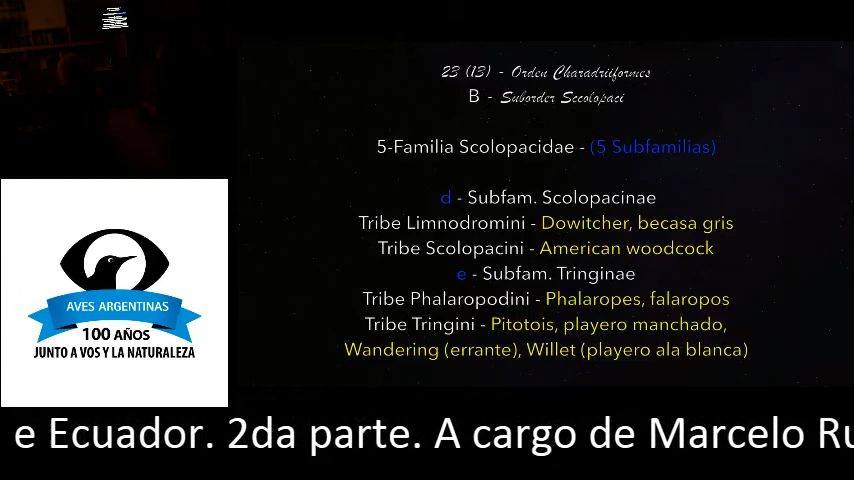 23 (13) - Orden Charadriiformes
B - Suborder Sccolopaci
5-Familia Scolopacidae - (5 Subfamilias)
d - Subfam. Scolopacinae
Tribe Limnodromini - Dowitcher, becasa gris
Tribe Scolopacini - American woodcock
e - Subfam. Tringinae
Tribe Phalaropodini - Phalaropes, falaropos
Tribe Tringini - Pitotois, playero manchado,
Wandering (errante), Willet (playero ala blanca)
AVES ARGENTINAS
100 AÑOS
JUNTO A VOS Y LA NATURALEZA
e Ecuador. 2da parte. A cargo de Marcelo Ru